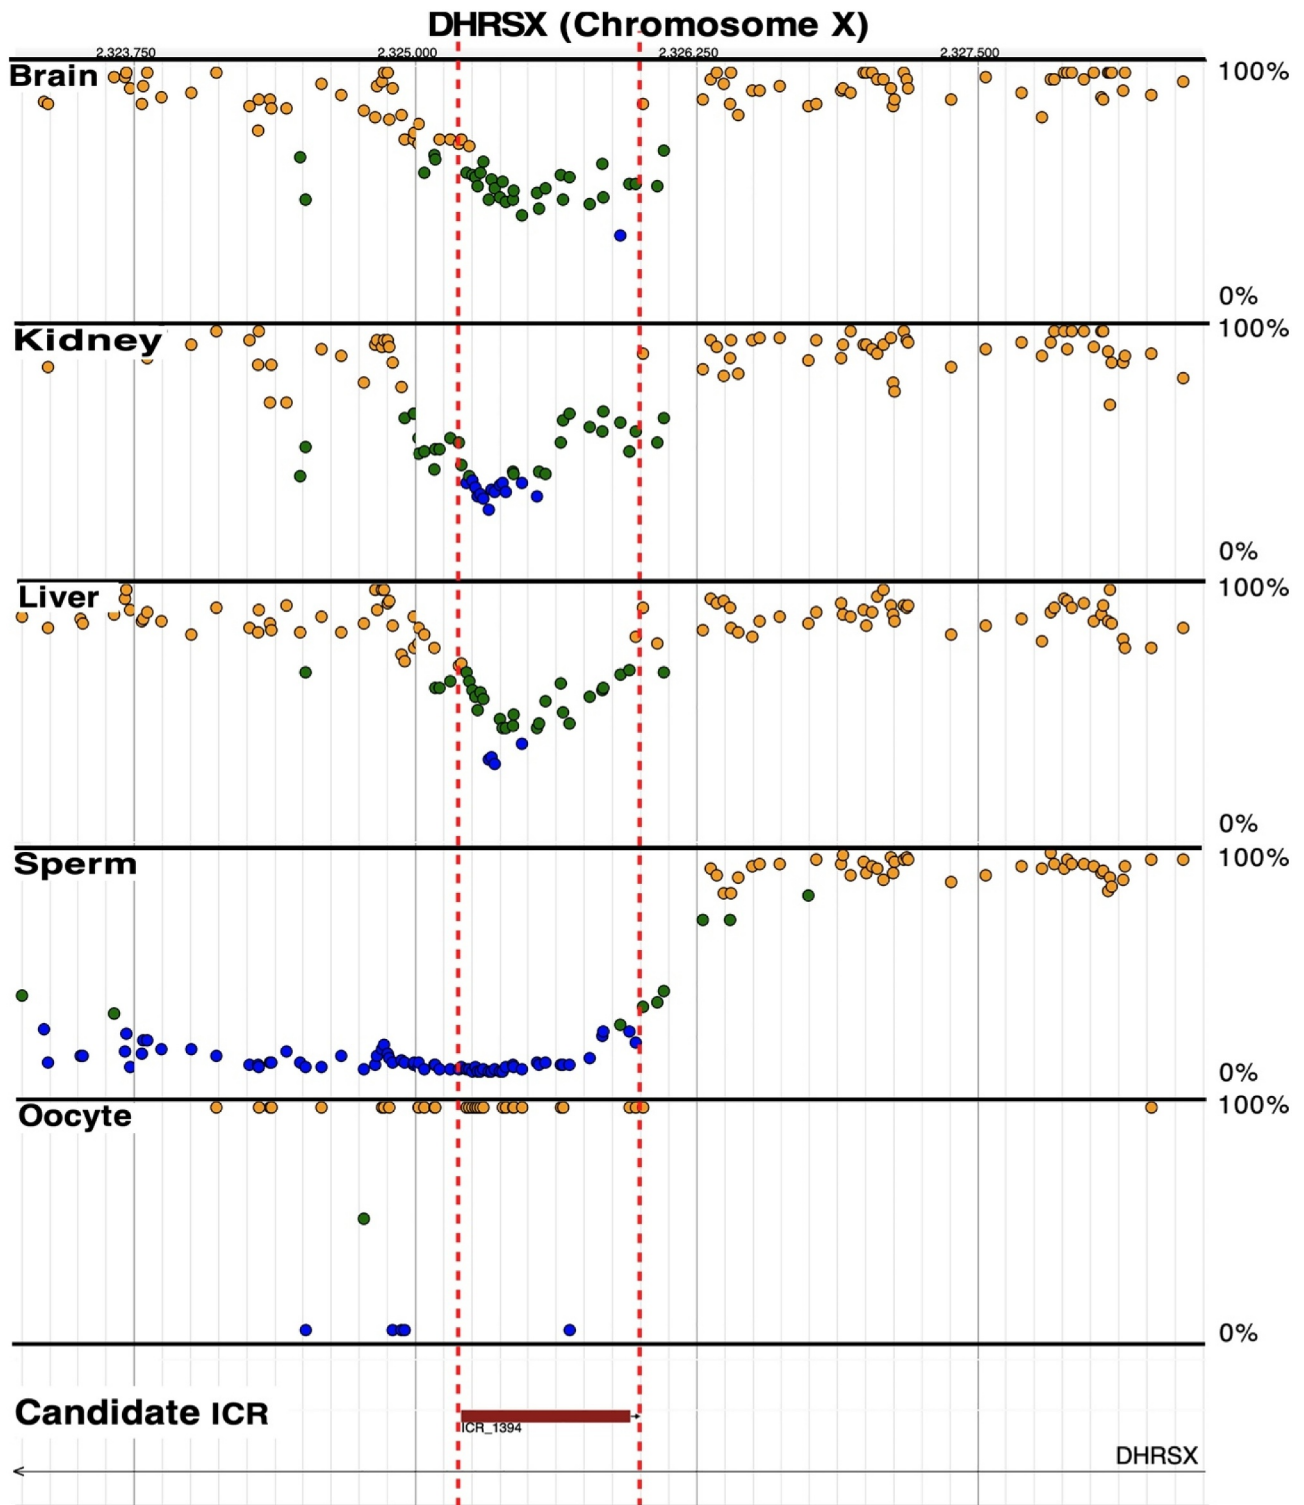 DHRSX (Chromosome X)
2,323,750 2,325,000 2,326,250 2,327,500
Brain 100%
0%
Kidney 100%
0%
Liver 100%
0%
Sperm 100%
0%
Oocyte 100%
0%
Candidate ICR
ICR_1394
DHRSX